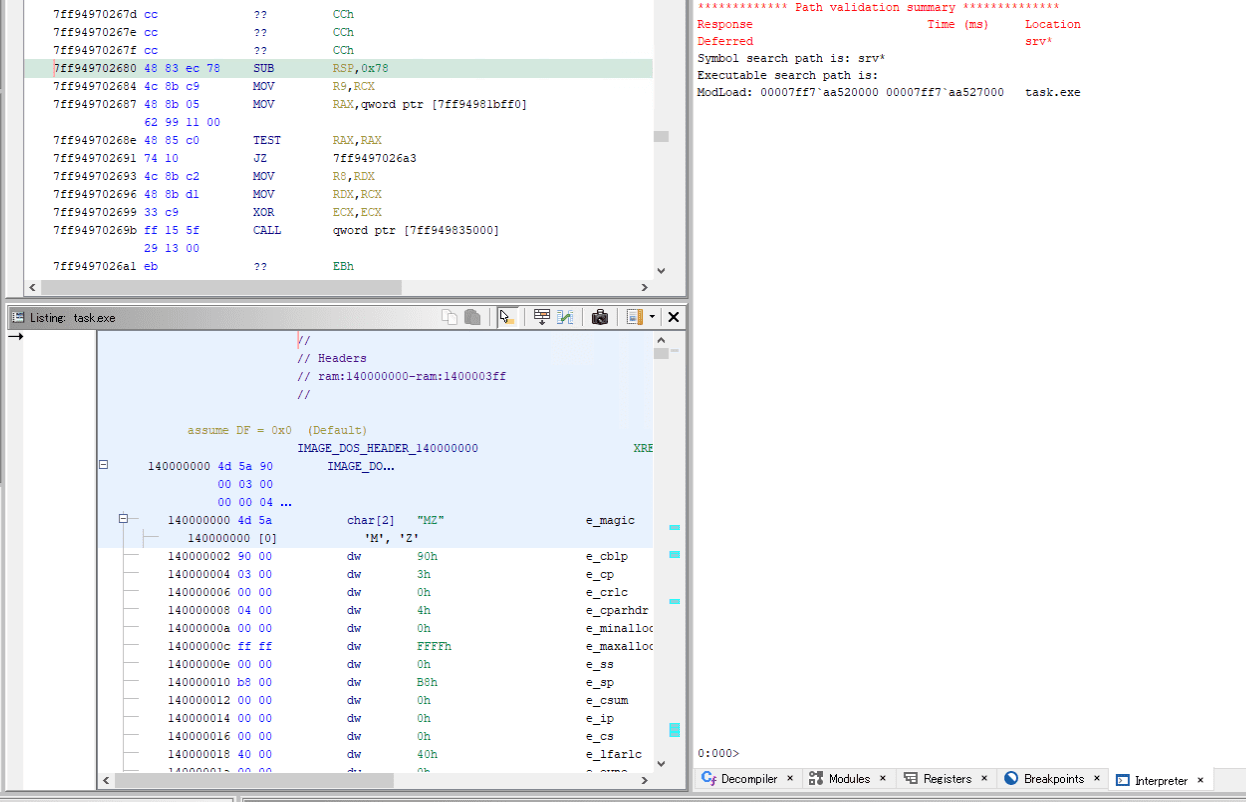 7ff94970267d cc ?? CCh
7ff94970267e cc ?? CCh
7ff94970267f cc ?? CCh
7ff949702680 48 83 ec 78 SUB RSP,0x78
7ff949702684 4c 8b c9 MOV R9,RCX
7ff949702687 48 8b 05 MOV RAX,qword ptr [7ff94981bff0]
62 99 11 00
7ff94970268e 48 85 c0 TEST RAX,RAX
7ff949702691 74 10 JZ 7ff9497026a3
7ff949702693 4c 8b c2 MOV R8,RDX
7ff949702696 48 8b d1 MOV RDX,RCX
7ff949702699 33 c9 XOR ECX,ECX
7ff94970269b ff 15 5f CALL qword ptr [7ff949835000]
29 13 00
7ff9497026a1 eb ?? EBh
Listing: task.exe
//
// Headers
// ram:140000000-ram:1400003ff
//
assume DF = 0x0 (Default)
IMAGE_DOS_HEADER_140000000 XRE
140000000 4d 5a 90 IMAGE_DO...
00 03 00
00 00 04 ...
140000000 4d 5a char[2] "MZ" e_magic
140000000 [0] 'M', 'Z'
140000002 90 00 dw 90h e_cblp
140000004 03 00 dw 3h e_cp
140000006 00 00 dw 0h e_crlc
140000008 04 00 dw 4h e_cparhdr
14000000a 00 00 dw 0h e_minalloc
14000000c ff ff dw FFFFh e_maxalloc
14000000e 00 00 dw 0h e_ss
140000010 b8 00 dw B8h e_sp
140000012 00 00 dw 0h e_csum
140000014 00 00 dw 0h e_ip
140000016 00 00 dw 0h e_cs
140000018 40 00 dw 40h e_lfarlc
************* Path validation summary **************
Response Time (ms) Location
Deferred srv*
Symbol search path is: srv*
Executable search path is:
ModLoad: 00007ff7`aa520000 00007ff7`aa527000 task.exe
0:000>
Decompiler × Modules × Registers × Breakpoints × Interpreter ×